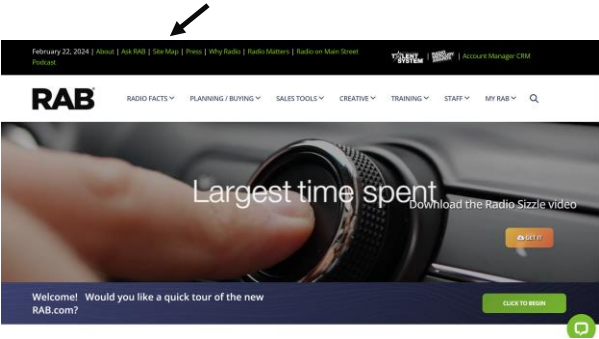 February 22, 2024 | About | Ask RAB | Site Map | Press | Why Radio | Radio Matters | Radio on Main Street
Podcast
TALENT
SYSTEM | | Account Manager CRM
RAB
RADIO FACTS PLANNING / BUYING SALES TOOLS CREATIVE TRAINING STAFF MY RAB
Largest time spent
Download the Radio Sizzle video
GET IT
Welcome! Would you like a quick tour of the new
RAB.com?
CLICK TO BEGIN